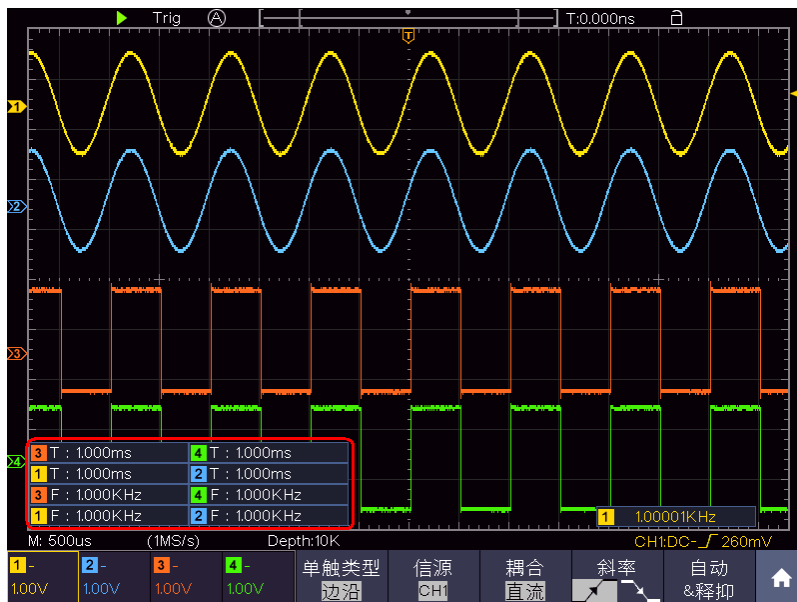 Trig A T:0.000ns
T
1
2
3
4
3 T : 1.000ms 4 T : 1.000ms
1 T : 1.000ms 2 T : 1.000ms
3 F : 1.000KHz 4 F : 1.000KHz
1 F : 1.000KHz 2 F : 1.000KHz
1 1.00001KHz
M: 500us (1MS/s) Depth:10K CH1:DC- 260mV
1 - 2 - 3 - 4 - 单触类型 信源 耦合 斜率 自动
1.00V 1.00V 1.00V 1.00V 边沿 CH1 直流 &释抑